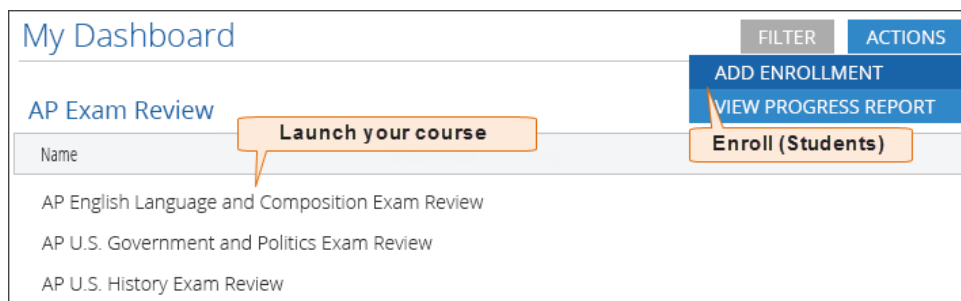 My Dashboard
FILTER
ACTIONS
ADD ENROLLMENT
VIEW PROGRESS REPORT
Enroll (Students)
AP Exam Review
Launch your course
Name
AP English Language and Composition Exam Review
AP U.S. Government and Politics Exam Review
AP U.S. History Exam Review